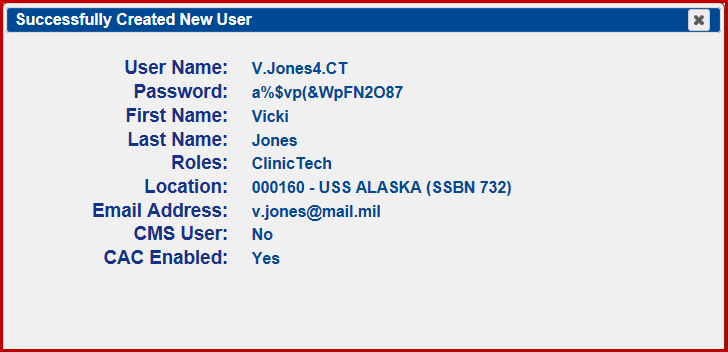 Successfully Created New User
User Name: V.Jones4.CT
Password: a%$vp(&WpFN2O87
First Name: Vicki
Last Name: Jones
Roles: ClinicTech
Location: 000160 - USS ALASKA (SSBN 732)
Email Address: v.jones@mail.mil
CMS User: No
CAC Enabled: Yes